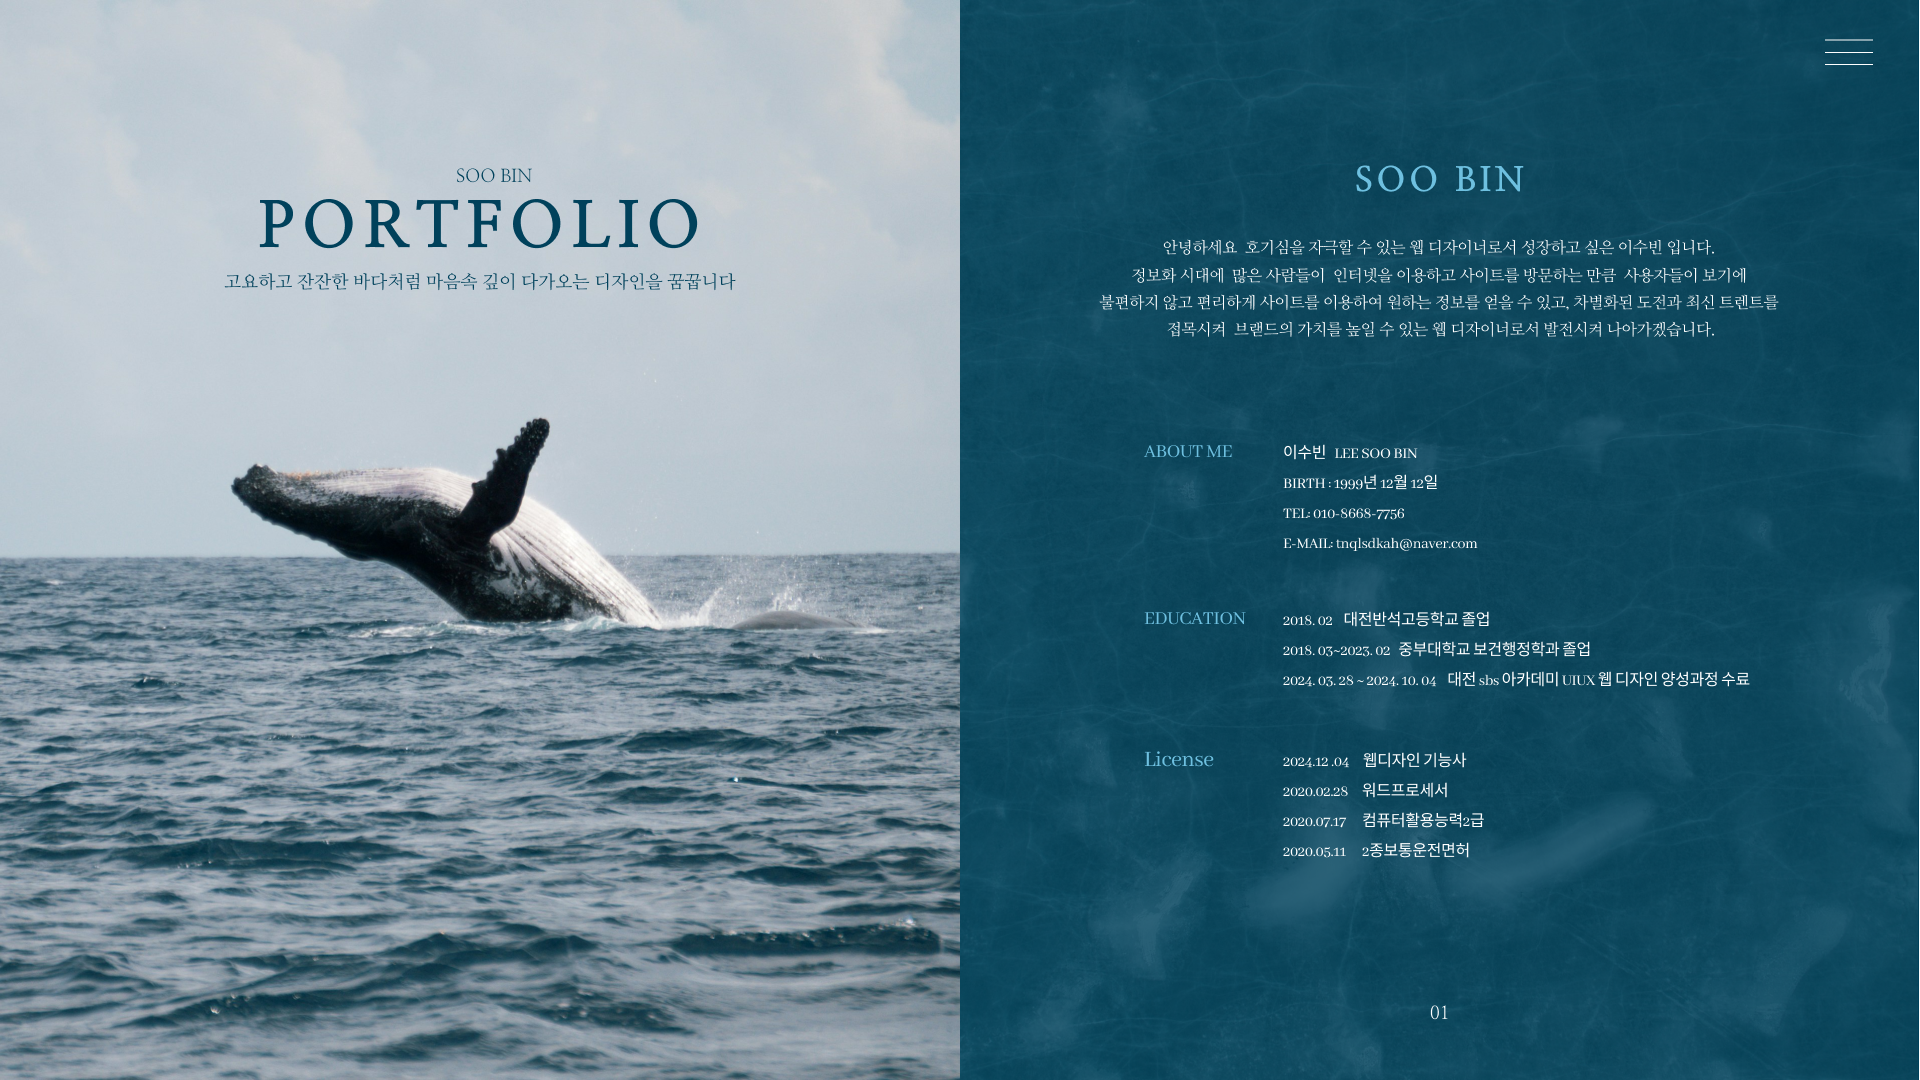 SOO BIN
PORTFOLIO
고요하고 잔잔한 바다처럼 마음속 깊이 다가오는 디자인을 꿈꿉니다
SOO BIN
안녕하세요 호기심을 자극할 수 있는 웹 디자이너로서 성장하고 싶은 이수빈 입니다.
정보화 시대에 많은 사람들이 인터넷을 이용하고 사이트를 방문하는 만큼 사용자들이 보기에
불편하지 않고 편리하게 사이트를 이용하여 원하는 정보를 얻을 수 있고, 차별화된 도전과 최신 트렌트를
접목시켜 브랜드의 가치를 높일 수 있는 웹 디자이너로서 발전시켜 나아가겠습니다.
ABOUT ME
이수빈 LEE SOO BIN
BIRTH : 1999년 12월 12일
TEL: 010-8668-7756
E-MAIL: tnqlsdkah@naver.com
EDUCATION
2018. 02 대전반석고등학교 졸업
2018. 03~2023. 02 중부대학교 보건행정학과 졸업
2024. 03. 28 ~ 2024. 10. 04 대전 sbs 아카데미 UIUX 웹 디자인 양성과정 수료
License
2024.12 .04 웹디자인 기능사
2020.02.28 워드프로세서
2020.07.17 컴퓨터활용능력2급
2020.05.11 2종보통운전면허
01